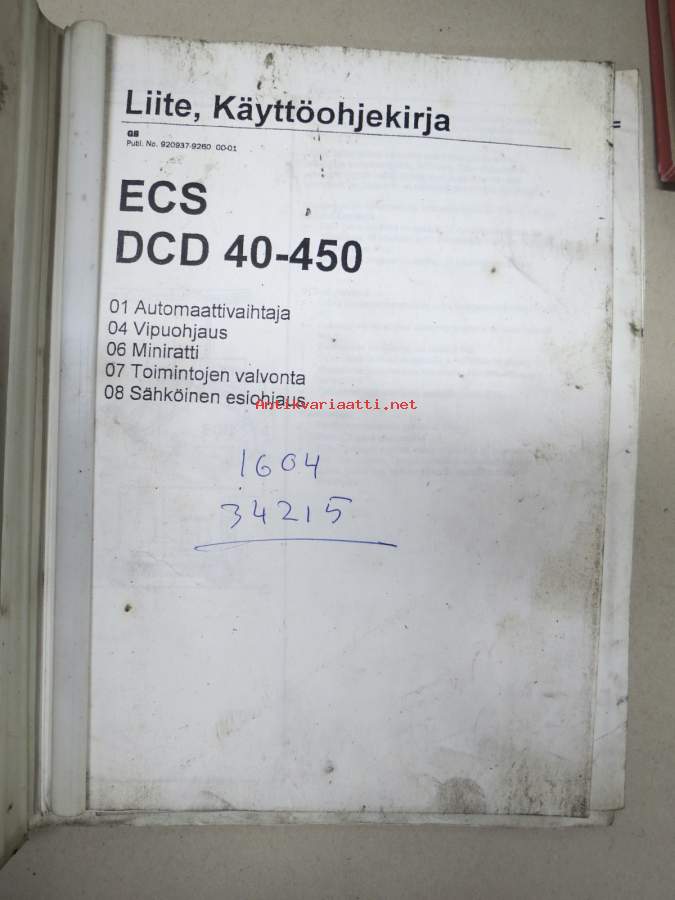 Liite, Käyttöohjekirja
GB
Publ. No. 920937-9260 00-01
ECS
DCD 40-450
01 Automaattivaihtaja
04 Vipuohjaus
06 Miniratti
07 Toimintojen valvonta
08 Sähköinen esiohjaus
Antikvariaatti.net
1604
34215